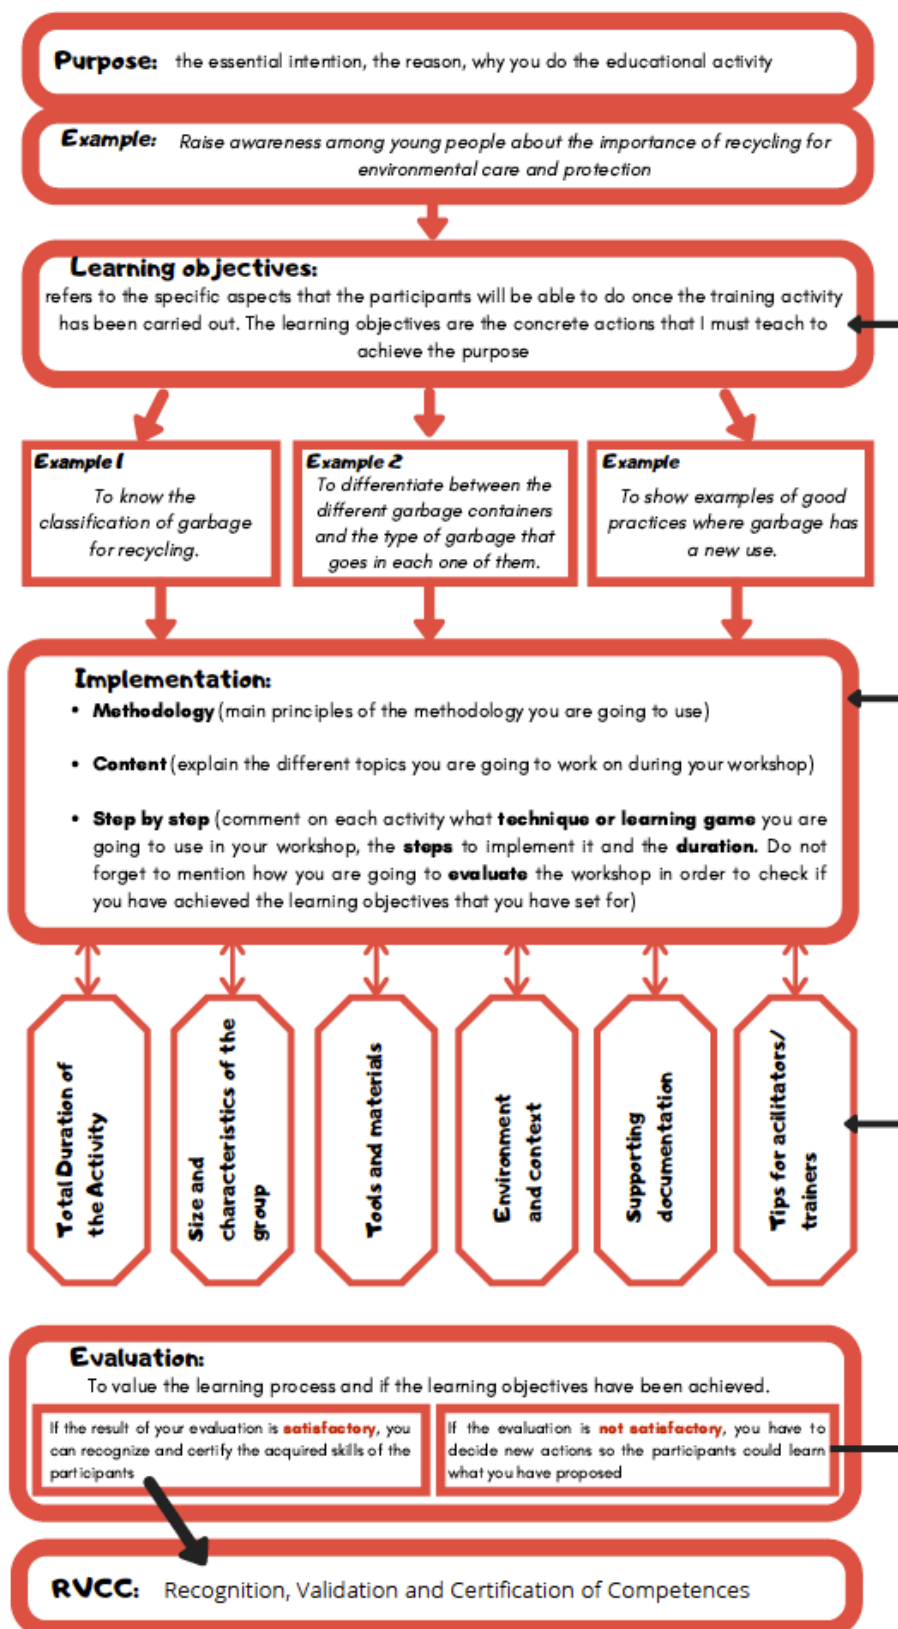 Purpose: the essential intention, the reason, why you do the educational activity
Example: Raise awareness among young people about the importance of recycling for
environmental care and protection
Learning objectives:
refers to the specific aspects that the participants will be able to do once the training activity
has been carried out. The learning objectives are the concrete actions that I must teach to
achieve the purpose
Example 1
To know the
classification of garbage
for recycling.
Example 2
To differentiate between the
different garbage containers
and the type of garbage that
goes in each one of them.
Example
To show examples of good
practices where garbage has
a new use.
Implementation:
• Methodology (main principles of the methodology you are going to use)
• Content (explain the different topics you are going to work on during your workshop)
• Step by step (comment on each activity what technique or learning game you are
going to use in your workshop, the steps to implement it and the duration. Do not
forget to mention how you are going to evaluate the workshop in order to check if
you have achieved the learning objectives that you have set for)
Total Duration of
the Activity
Size and
characteristics of the
group
Tools and materials
Environment
and context
Supporting
documentation
Tips for acilitators/
trainers
Evaluation:
To value the learning process and if the learning objectives have been achieved.
If the result of your evaluation is satisfactory, you
can recognize and certify the acquired skills of the
participants
If the evaluation is not satisfactory, you have to
decide new actions so the participants could learn
what you have proposed
RVCC: Recognition, Validation and Certification of Competences